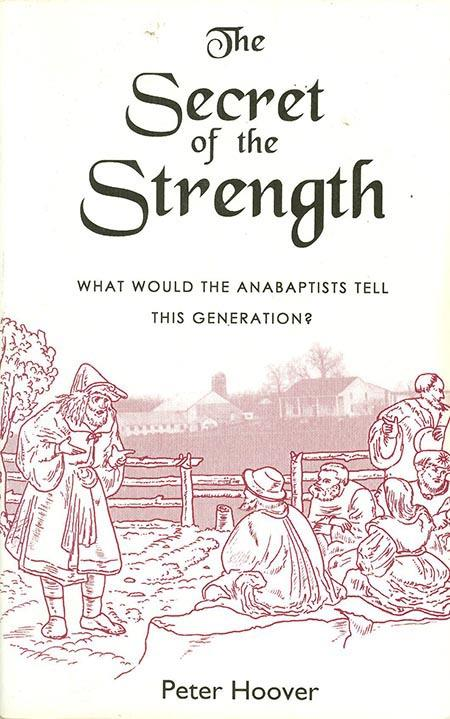 The
Secret
of the
Strength
WHAT WOULD THE ANABAPTISTS TELL
THIS GENERATION?
Peter Hoover